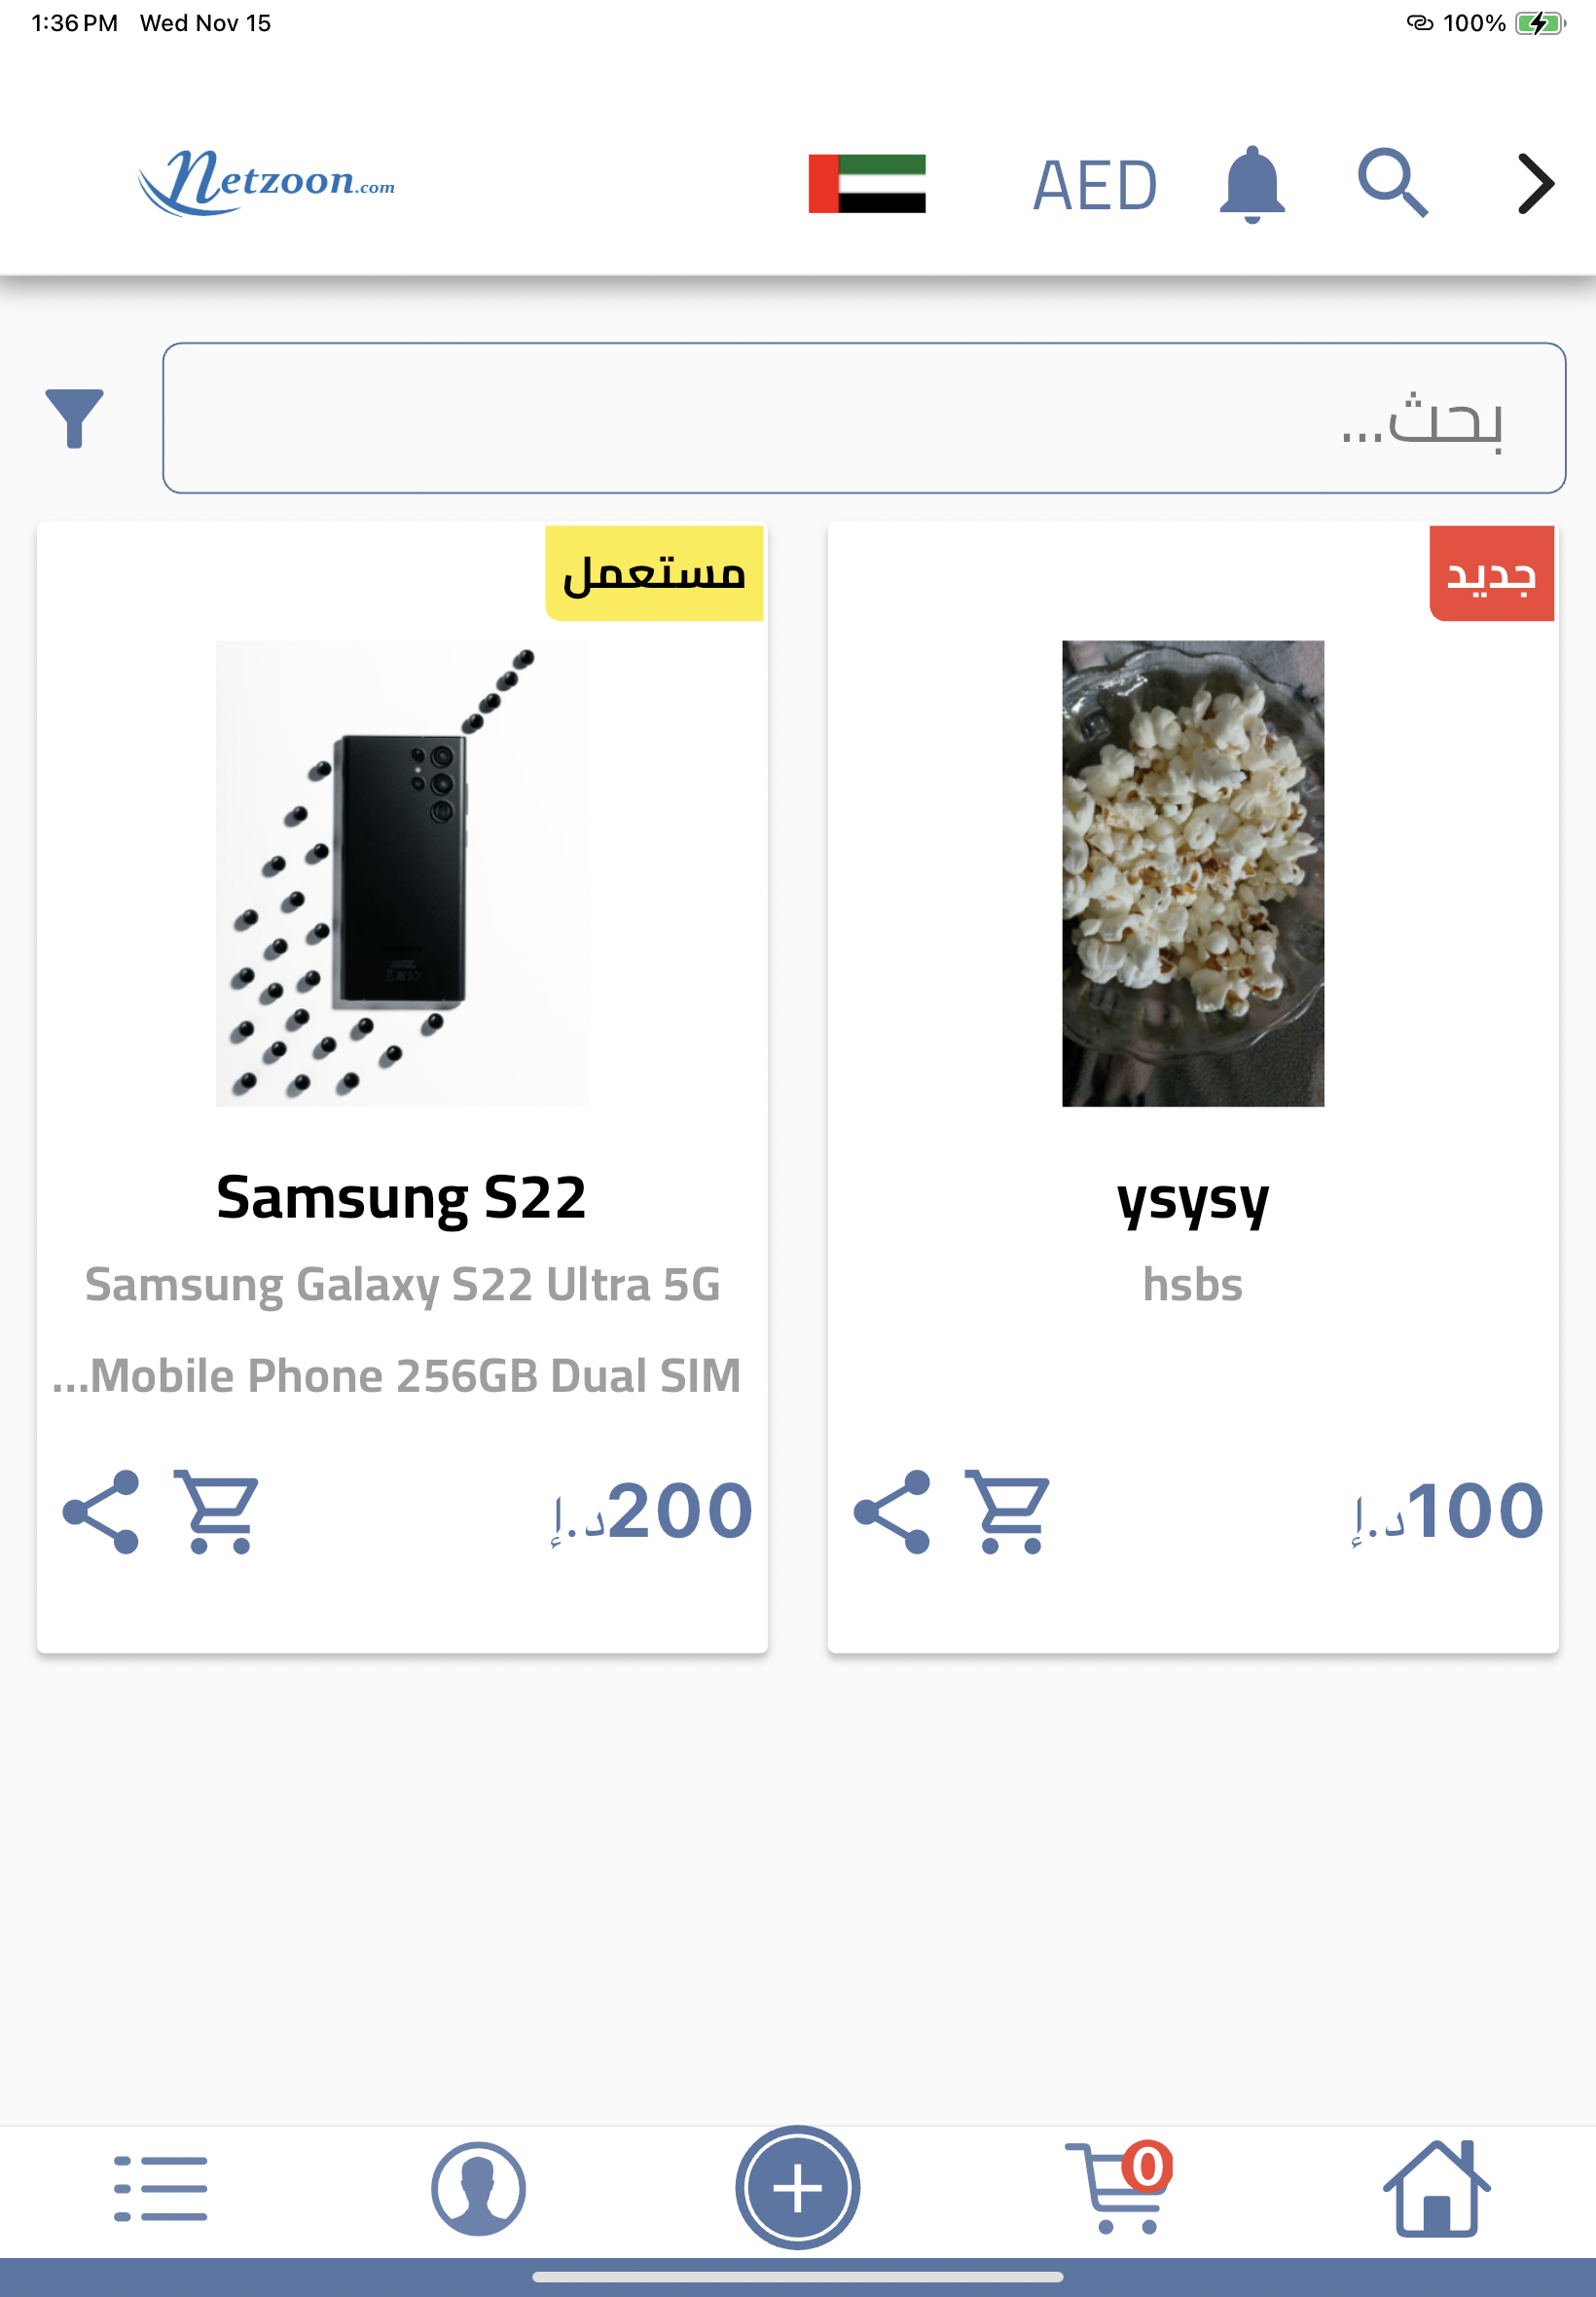 1:36 PM Wed Nov 15
100%
Netzoon.com
AED
بحث...
جديد
ysysy
hsbs
100د.إ
مستعمل
Samsung S22
Samsung Galaxy S22 Ultra 5G
Mobile Phone 256GB Dual SIM...
200د.إ
0